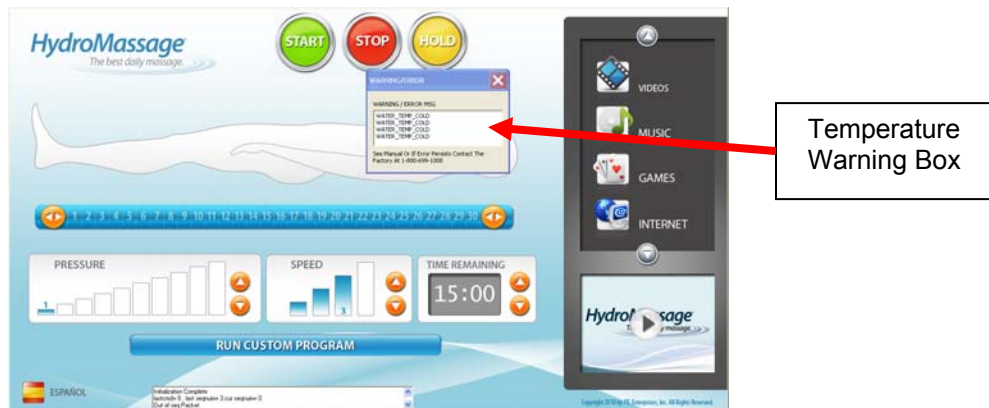 HydroMassage
The best daily massage.
START
STOP
HOLD
WARNING/ERROR
WARNING / ERROR MSG
WATER_TEMP_COLD
WATER_TEMP_COLD
WATER_TEMP_COLD
WATER_TEMP_COLD
See Manual Or If Error Persists Contact The
Factory At 1-800-699-1008
VIDEOS
MUSIC
GAMES
INTERNET
Temperature
Warning Box
1 2 3 4 5 6 7 8 9 10 11 12 13 14 15 16 17 18 19 20 21 22 23 24 25 26 27 28 29 30
PRESSURE
1
SPEED
3
TIME REMAINING
15:00
HydroMassage
RUN CUSTOM PROGRAM
ESPAÑOL
Initialization Complete
Out of seq Packet